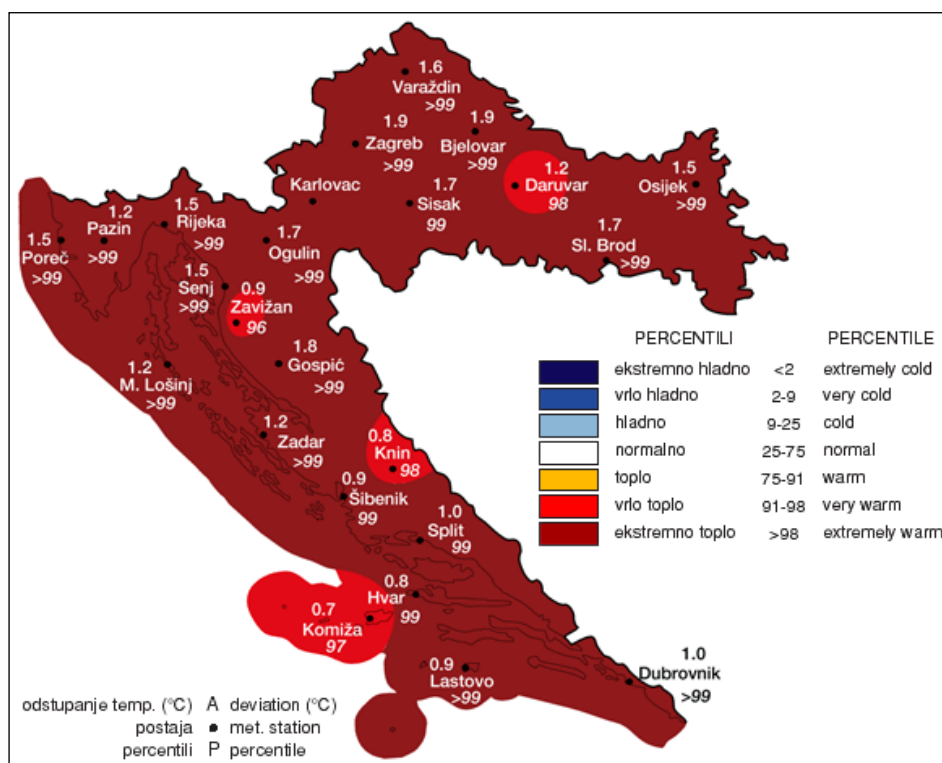 1.6
Varaždin
>99
1.9
Zagreb
>99
1.9
Bjelovar
>99
1.2
Daruvar
98
1.5
Osijek
>99
Karlovac
1.7
Sisak
99
1.7
Sl. Brod
>99
1.5
Rijeka
>99
1.2
Pazin
>99
1.5
Poreč
>99
1.7
Ogulin
>99
1.5
Senj
>99
0.9
Zavižan
96
1.8
Gospić
>99
1.2
M. Lošinj
>99
1.2
Zadar
>99
0.8
Knin
98
0.9
Šibenik
99
1.0
Split
99
0.8
Hvar
99
0.7
Komiža
97
0.9
Lastovo
>99
1.0
Dubrovnik
>99
PERCENTILI PERCENTILE
ekstremno hladno <2 extremely cold
vrlo hladno 2-9 very cold
hladno 9-25 cold
normalno 25-75 normal
toplo 75-91 warm
vrlo toplo 91-98 very warm
ekstremno toplo >98 extremely warm
odstupanje temp. (°C) A deviation (°C)
postaja met. station
percentili P percentile